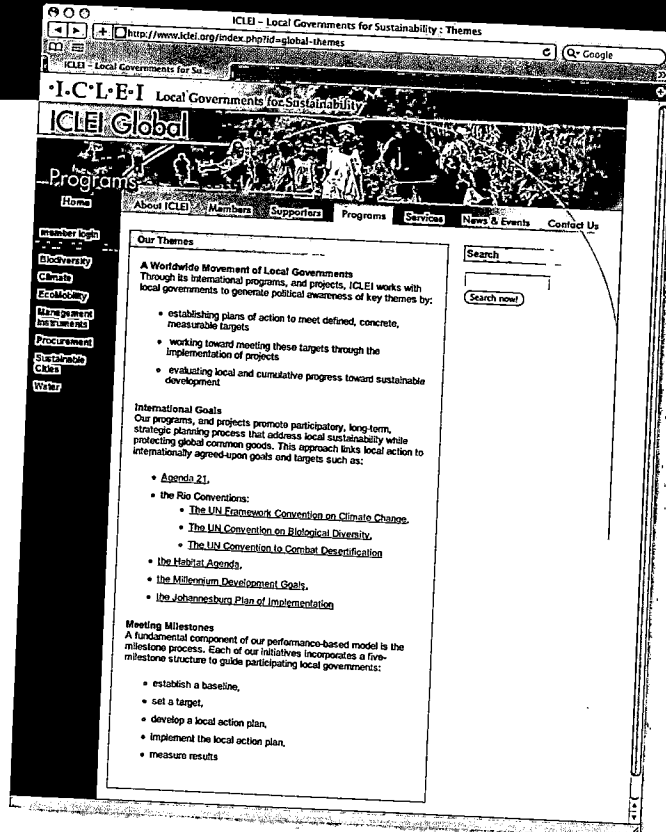 ICLEI – Local Governments for Sustainability : Themes
http://www.iclei.org/index.php?id=global-themes
Google
ICLEI – Local Governments for Su...
•I•C•L•E•I Local Governments for Sustainability
ICLEI Global
Programs
Home
About ICLEI
Members
Supporters
Programs
Services
News & Events
Contact Us
member login
Biodiversity
Climate
EcoMobility
Management
Instruments
Procurement
Sustainable
Cities
Water
Our Themes
A Worldwide Movement of Local Governments
Through its international programs, and projects, ICLEI works with
local governments to generate political awareness of key themes by:
• establishing plans of action to meet defined, concrete,
measurable targets
• working toward meeting these targets through the
implementation of projects
• evaluating local and cumulative progress toward sustainable
development
International Goals
Our programs, and projects promote participatory, long-term,
strategic planning process that address local sustainability while
protecting global common goods. This approach links local action to
internationally agreed-upon goals and targets such as:
• Agenda 21,
• the Rio Conventions:
• The UN Framework Convention on Climate Change,
• The UN Convention on Biological Diversity,
• The UN Convention to Combat Desertification
• the Habitat Agenda,
• the Millennium Development Goals,
• the Johannesburg Plan of Implementation
Meeting Milestones
A fundamental component of our performance-based model is the
milestone process. Each of our initiatives incorporates a five-
milestone structure to guide participating local governments:
• establish a baseline,
• set a target,
• develop a local action plan,
• implement the local action plan,
• measure results
Search
Search now!